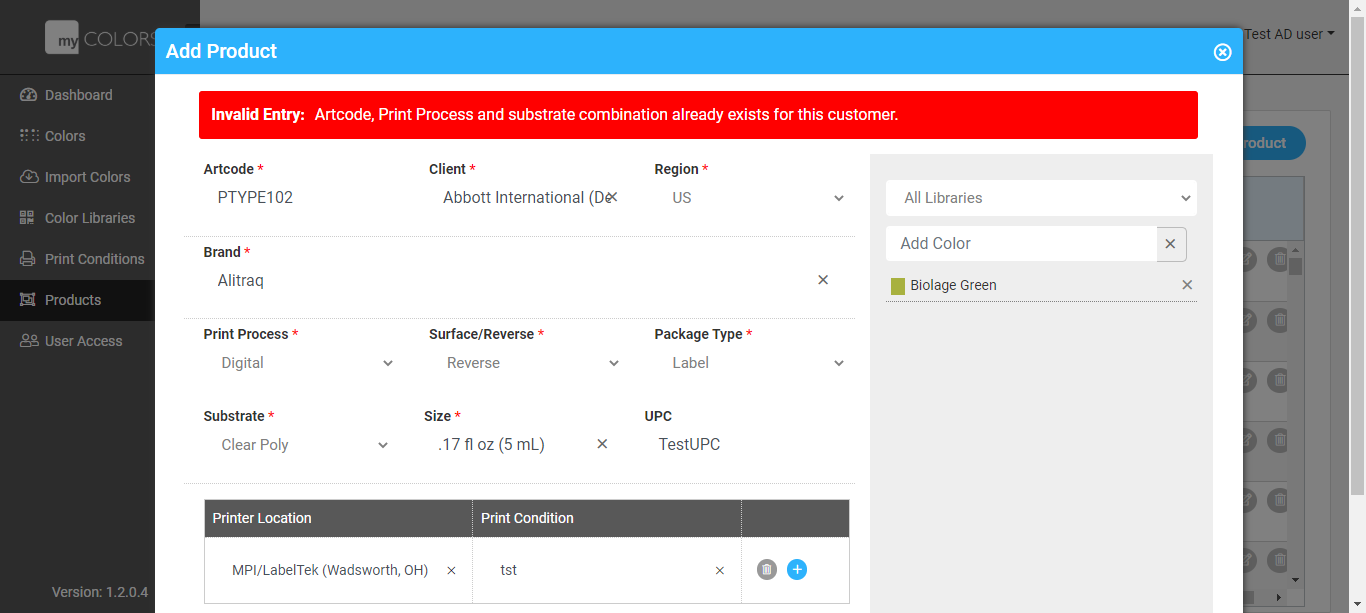 my COLORS
Test AD user
Add Product
Dashboard
Colors
Import Colors
Color Libraries
Print Conditions
Products
User Access
Version: 1.2.0.4
Invalid Entry: Artcode, Print Process and substrate combination already exists for this customer.
Artcode * Client * Region *
PTYPE102 Abbott International (De US
Brand *
Alitraq
Print Process * Surface/Reverse * Package Type *
Digital Reverse Label
Substrate * Size * UPC
Clear Poly .17 fl oz (5 mL) TestUPC
Printer Location Print Condition
MPI/LabelTek (Wadsworth, OH) tst
All Libraries
Add Color
Biolage Green
roduct